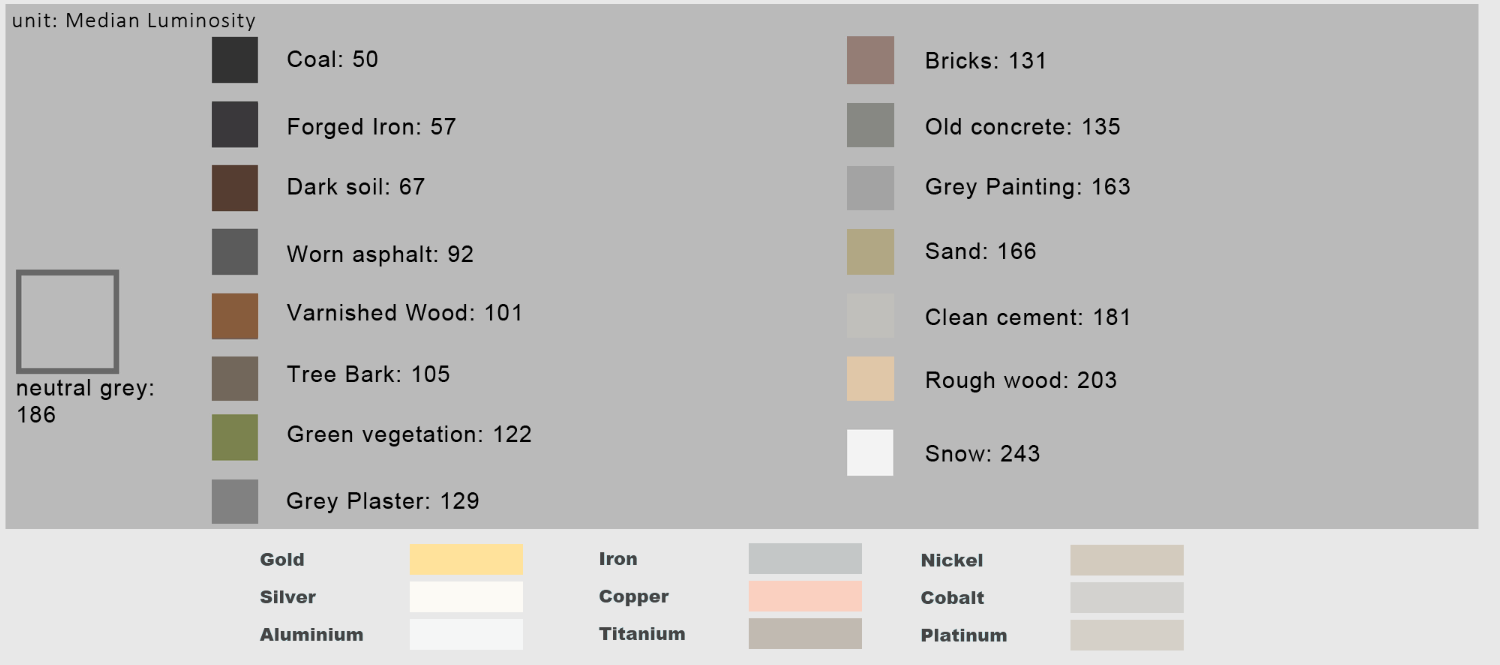 unit: Median Luminosity
Coal: 50
Forged Iron: 57
Dark soil: 67
Worn asphalt: 92
Varnished Wood: 101
Tree Bark: 105
Green vegetation: 122
Grey Plaster: 129
neutral grey:
186
Bricks: 131
Old concrete: 135
Grey Painting: 163
Sand: 166
Clean cement: 181
Rough wood: 203
Snow: 243
Gold
Silver
Aluminium
Iron
Copper
Titanium
Nickel
Cobalt
Platinum